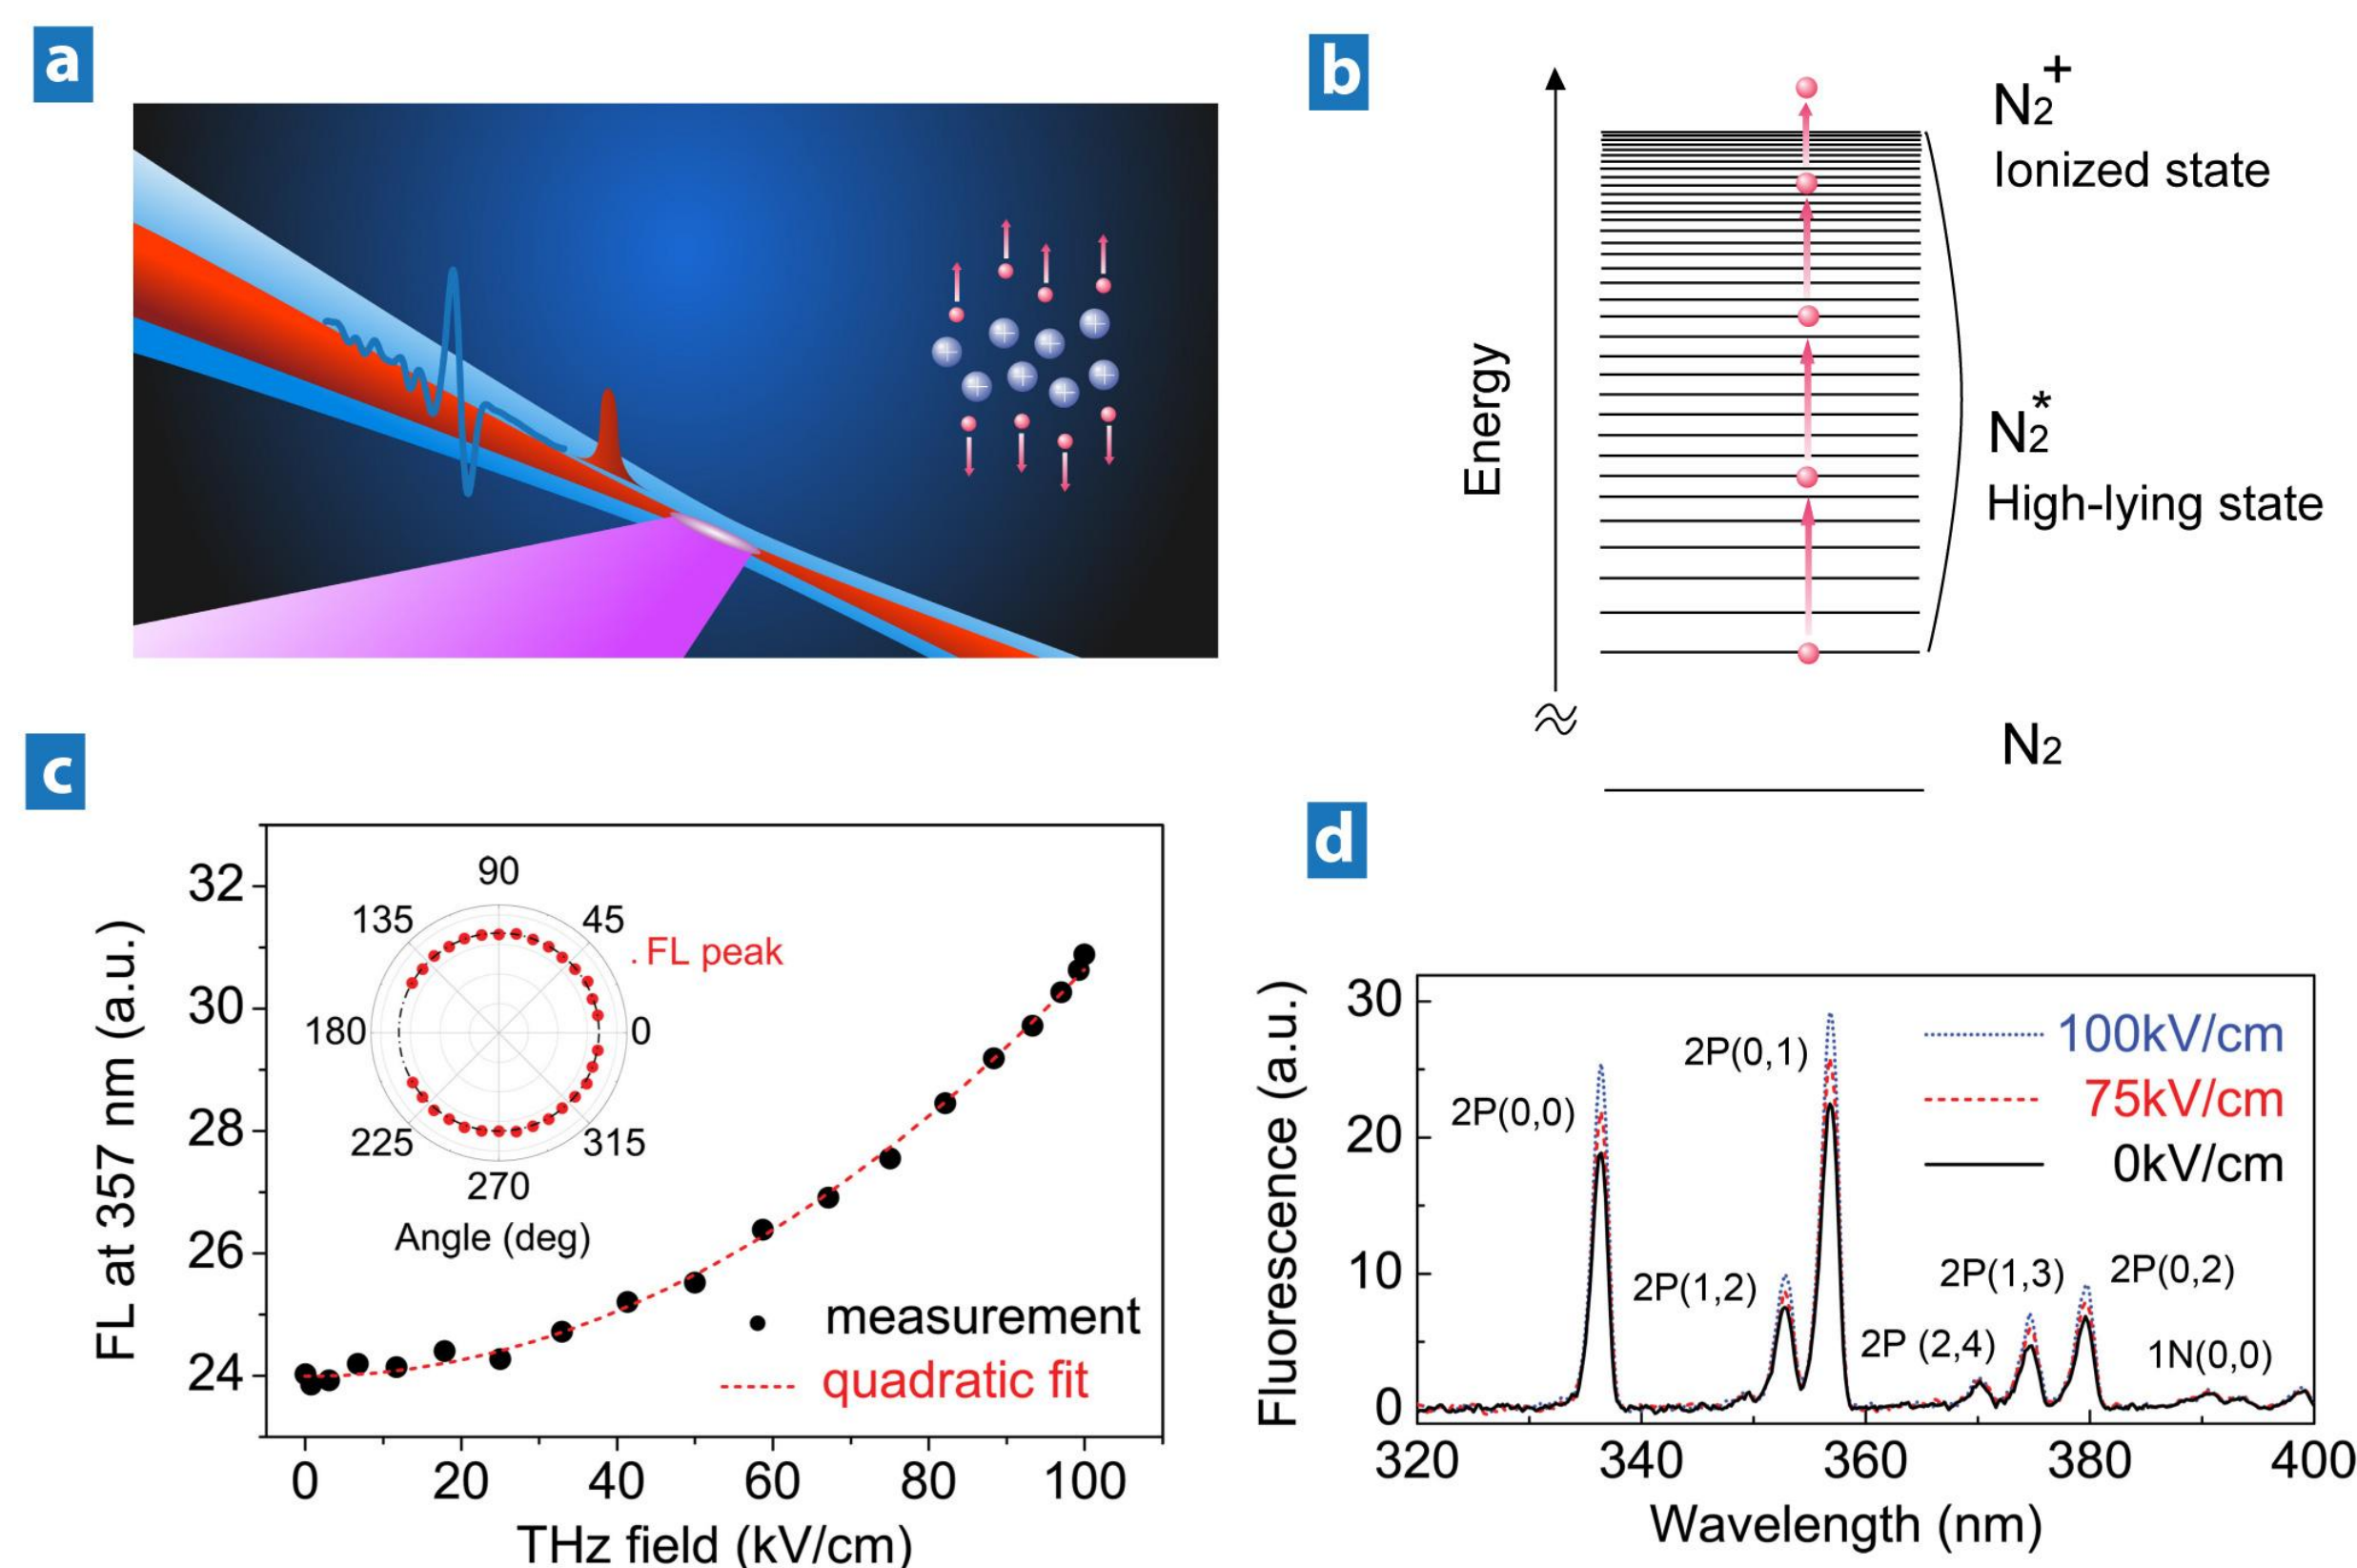 a
b
Energy
N2+
Ionized state
N2*
High-lying state
N2
c
FL at 357 nm (a.u.)
32
30
28
26
24
0
20
40
60
80
100
THz field (kV/cm)
90
135
45
180
0
225
315
270
Angle (deg)
. FL peak
measurement
quadratic fit
d
Fluorescence (a.u.)
30
20
10
0
320
340
360
380
400
Wavelength (nm)
2P(0,0)
2P(0,1)
2P(1,2)
2P(1,3)
2P(0,2)
2P (2,4)
1N(0,0)
100kV/cm
75kV/cm
0kV/cm